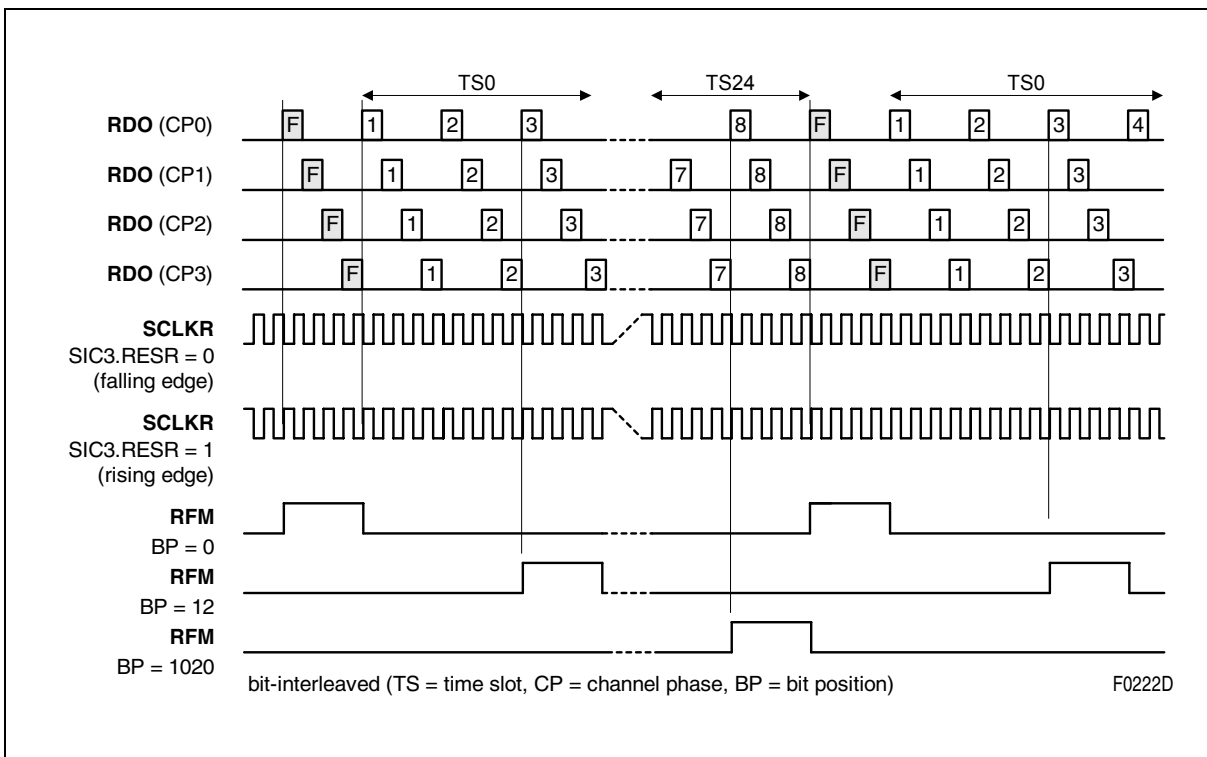 TS0 TS24 TS0
RDO (CP0) F 1 2 3 8 F 1 2 3 4
RDO (CP1) F 1 2 3 7 8 F 1 2 3
RDO (CP2) F 1 2 3 7 8 F 1 2 3
RDO (CP3) F 1 2 3 7 8 F 1 2 3
SCLKR
SIC3.RESR = 0
(falling edge)
SCLKR
SIC3.RESR = 1
(rising edge)
RFM
BP = 0
RFM
BP = 12
RFM
BP = 1020
bit-interleaved (TS = time slot, CP = channel phase, BP = bit position) F0222D